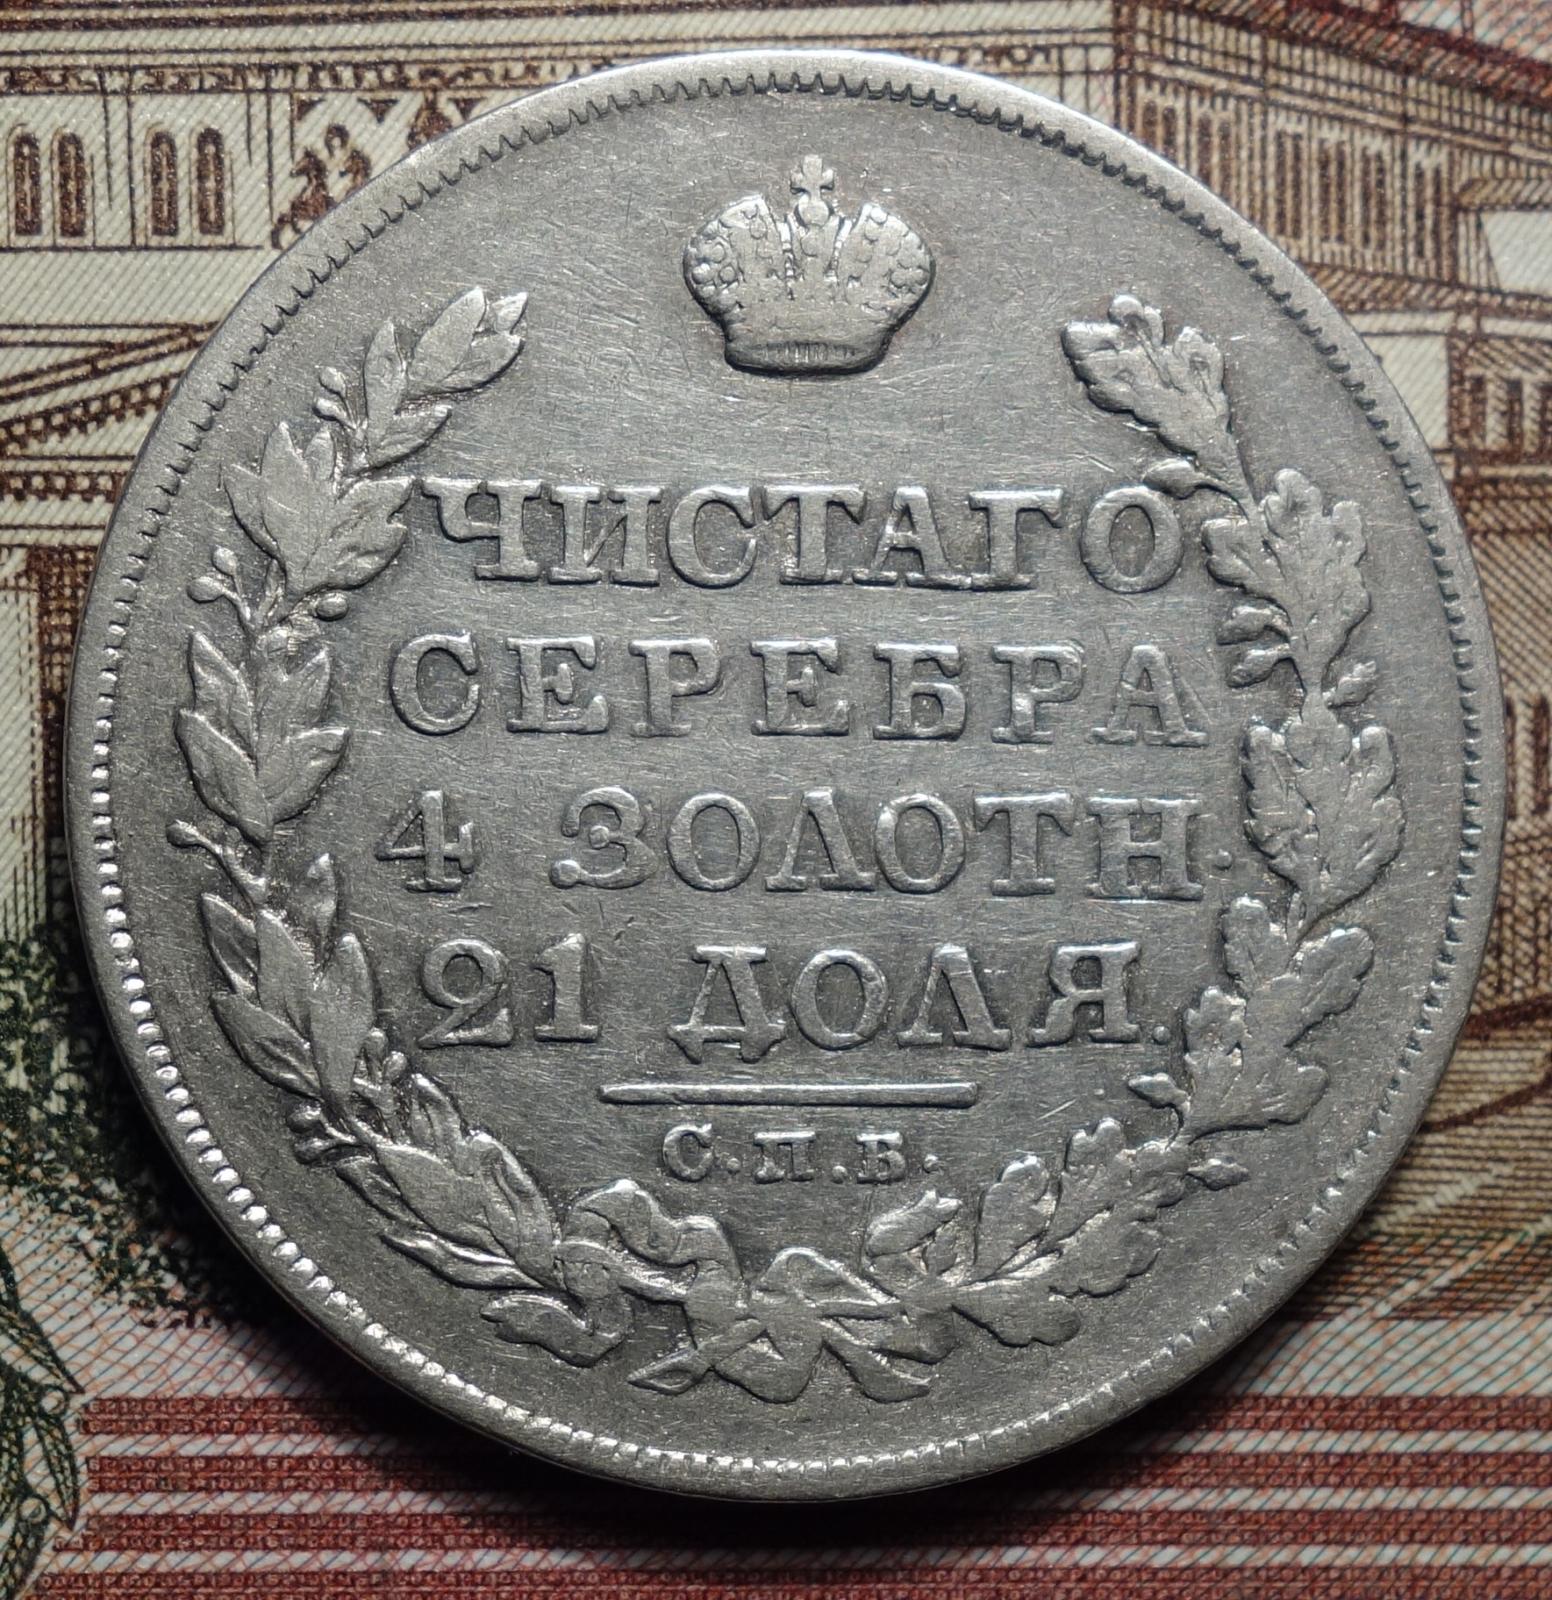 ЧИСТАГО
СЕРЕБРА
4 ЗОЛОТН.
21 ДОЛЯ.
С.П.Б.